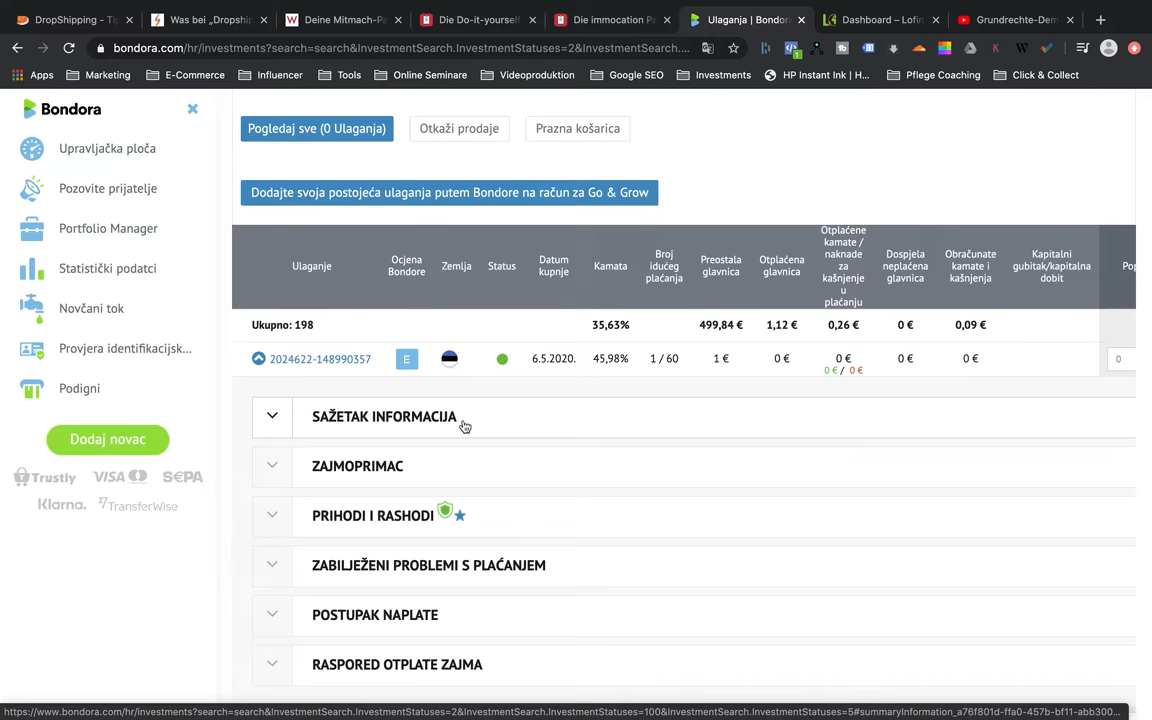 DropShipping - Ti
Was bei „Dropshi
Deine Mitmach-Pa
Die Do-it-yourself
Die immocation Pa
Ulaganja | Bondora
Dashboard – Lofin
Grundrechte-Dem
bondora.com/hr/investments?search=search&InvestmentSearch.InvestmentStatuses=2&InvestmentSearch....
Apps
Marketing
E-Commerce
Influencer
Tools
Online Seminare
Videoproduktion
Google SEO
Investments
HP Instant Ink | H...
Pflege Coaching
Click & Collect
Bondora
Upravljačka ploča
Pozovite prijatelje
Portfolio Manager
Statistički podatci
Novčani tok
Provjera identifikacijsk...
Podigni
Dodaj novac
Trustly
VISA
SEPA
Klarna.
TransferWise
Pogledaj sve (0 Ulaganja)
Otkaži prodaje
Prazna košarica
Dodajte svoja postojeća ulaganja putem Bondore na račun za Go & Grow
Ulaganje
Ocjena
Bondore
Zemlja
Status
Datum
kupnje
Kamata
Broj
idućeg
plaćanja
Preostala
glavnica
Otplaćena
glavnica
Otplaćene
kamate /
naknade
za
kašnjenje
u
plaćanju
Dospjela
neplaćena
glavnica
Obračunate
kamate i
kašnjenja
Kapitalni
gubitak/kapitalna
dobit
Pop
Ukupno: 198
35,63%
499,84 €
1,12 €
0,26 €
0 €
0,09 €
2024622-148990357
E
6.5.2020.
45,98%
1 / 60
1 €
0 €
0 €
0 € / 0 €
0 €
0 €
0
SAŽETAK INFORMACIJA
ZAJMOPRIMAC
PRIHODI I RASHODI
ZABILJEŽENI PROBLEMI S PLAĆANJEM
POSTUPAK NAPLATE
RASPORED OTPLATE ZAJMA
https://www.bondora.com/hr/investments?search=search&InvestmentSearch.InvestmentStatuses=2&InvestmentSearch.InvestmentStatuses=100&InvestmentSearch.InvestmentStatuses=5#summaryInformation_a76f801d-ffa0-457b-bf11-abb300...